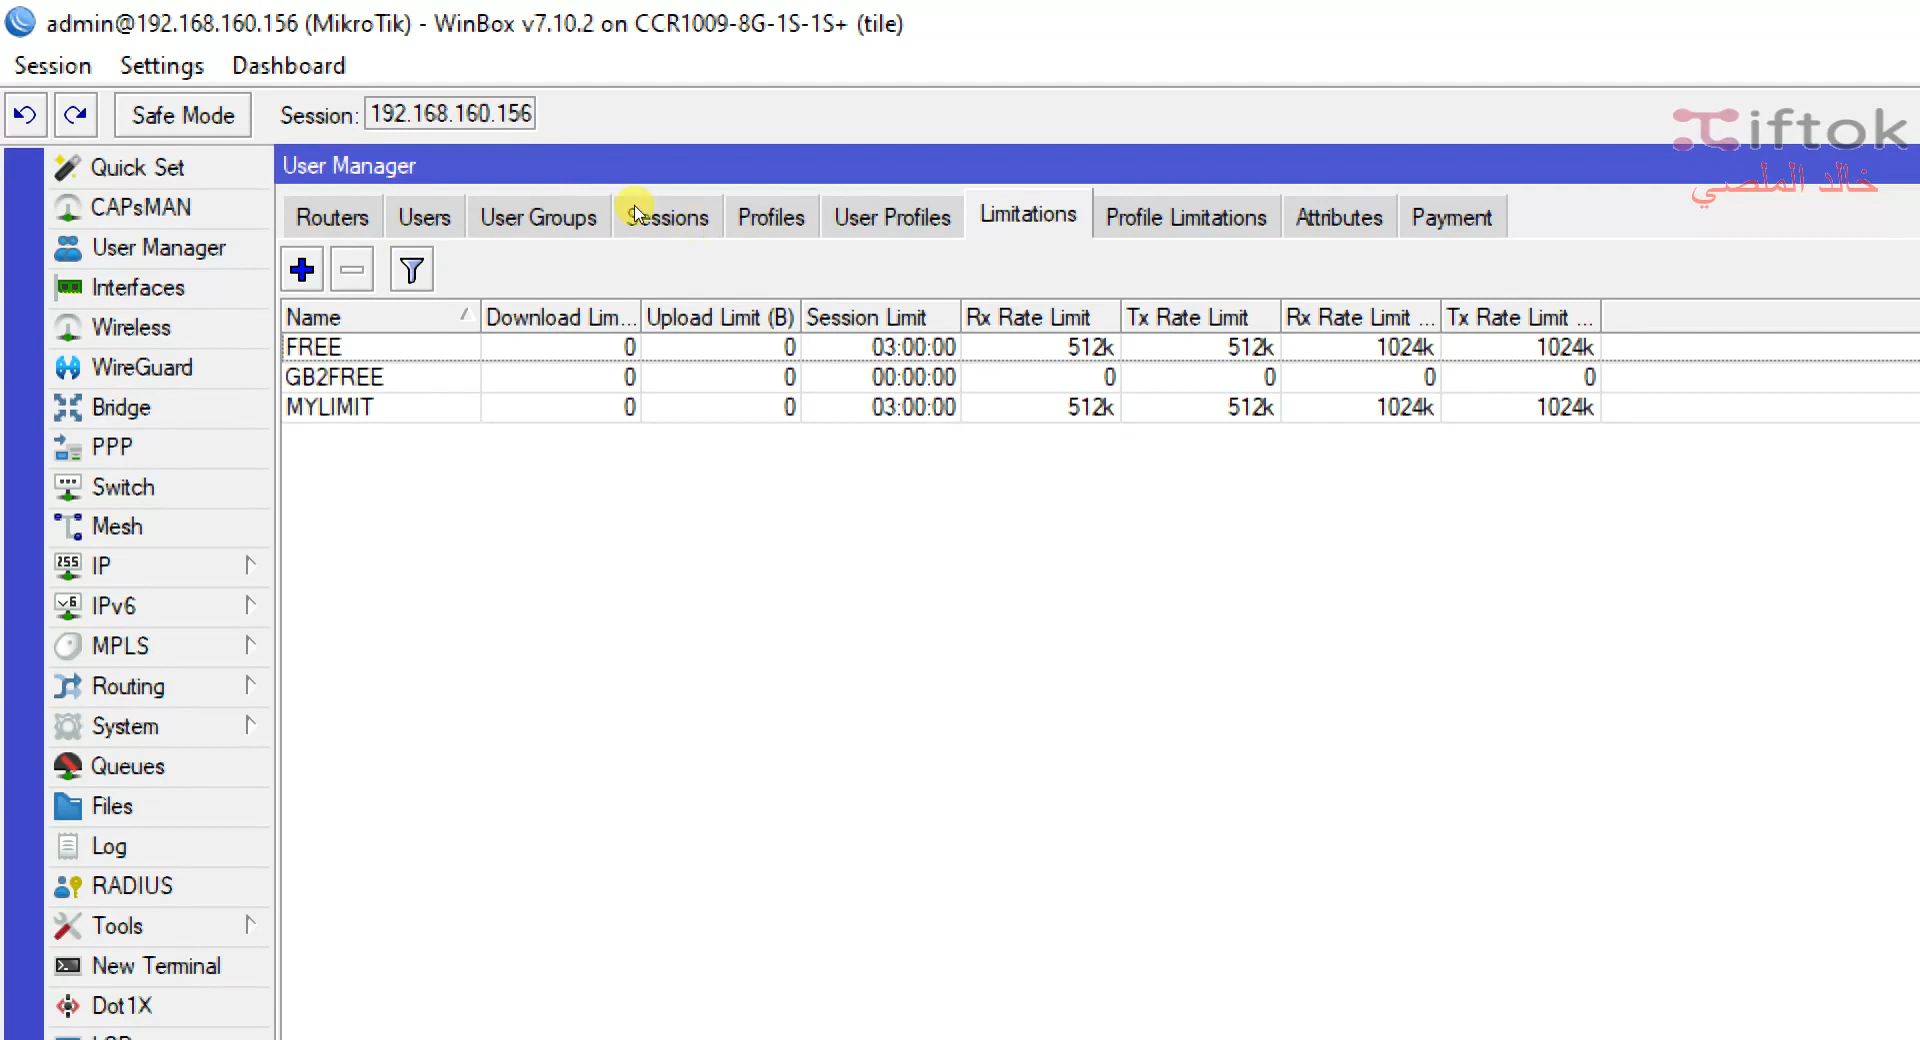 admin@192.168.160.156 (MikroTik) - WinBox v7.10.2 on CCR1009-8G-1S-1S+ (tile)
Session Settings Dashboard
Safe Mode Session: 192.168.160.156
iftok
خالد الملصي
User Manager
Routers Users User Groups Sessions Profiles User Profiles Limitations Profile Limitations Attributes Payment
Name Download Lim... Upload Limit (B) Session Limit Rx Rate Limit Tx Rate Limit Rx Rate Limit ... Tx Rate Limit ...
FREE 0 0 03:00:00 512k 512k 1024k 1024k
GB2FREE 0 0 00:00:00 0 0 0 0
MYLIMIT 0 0 03:00:00 512k 512k 1024k 1024k
Quick Set
CAPsMAN
User Manager
Interfaces
Wireless
WireGuard
Bridge
PPP
Switch
Mesh
IP
IPv6
MPLS
Routing
System
Queues
Files
Log
RADIUS
Tools
New Terminal
Dot1X